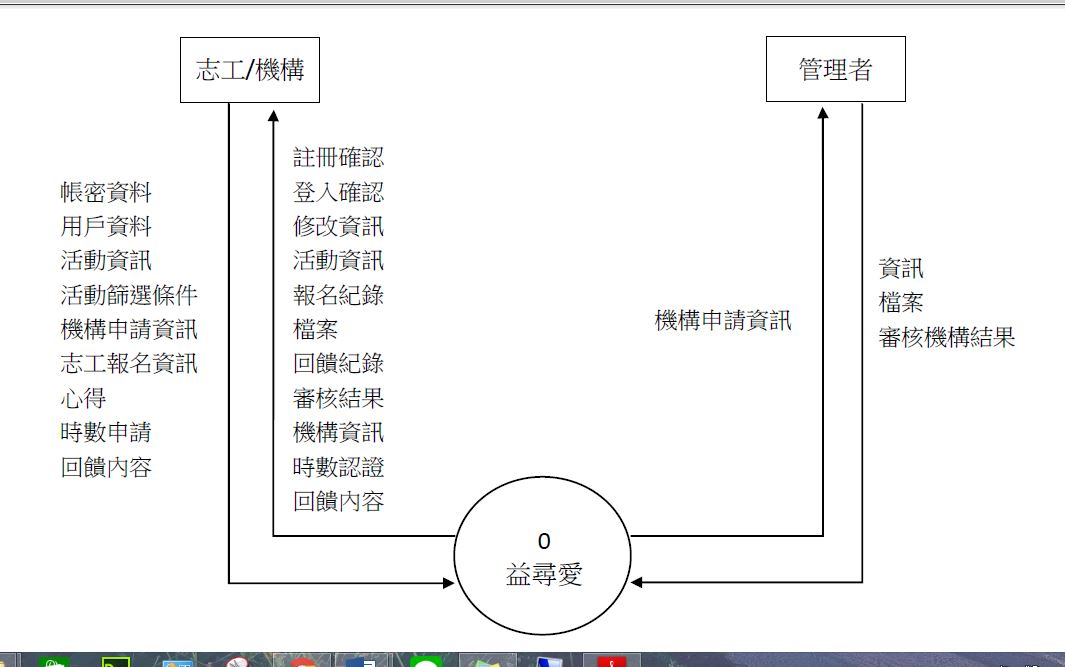 志工/機構
管理者
帳密資料
用戶資料
活動資訊
活動篩選條件
機構申請資訊
志工報名資訊
心得
時數申請
回饋內容
註冊確認
登入確認
修改資訊
活動資訊
報名紀錄
檔案
回饋紀錄
審核結果
機構資訊
時數認證
回饋內容
機構申請資訊
資訊
檔案
審核機構結果
0
益尋愛